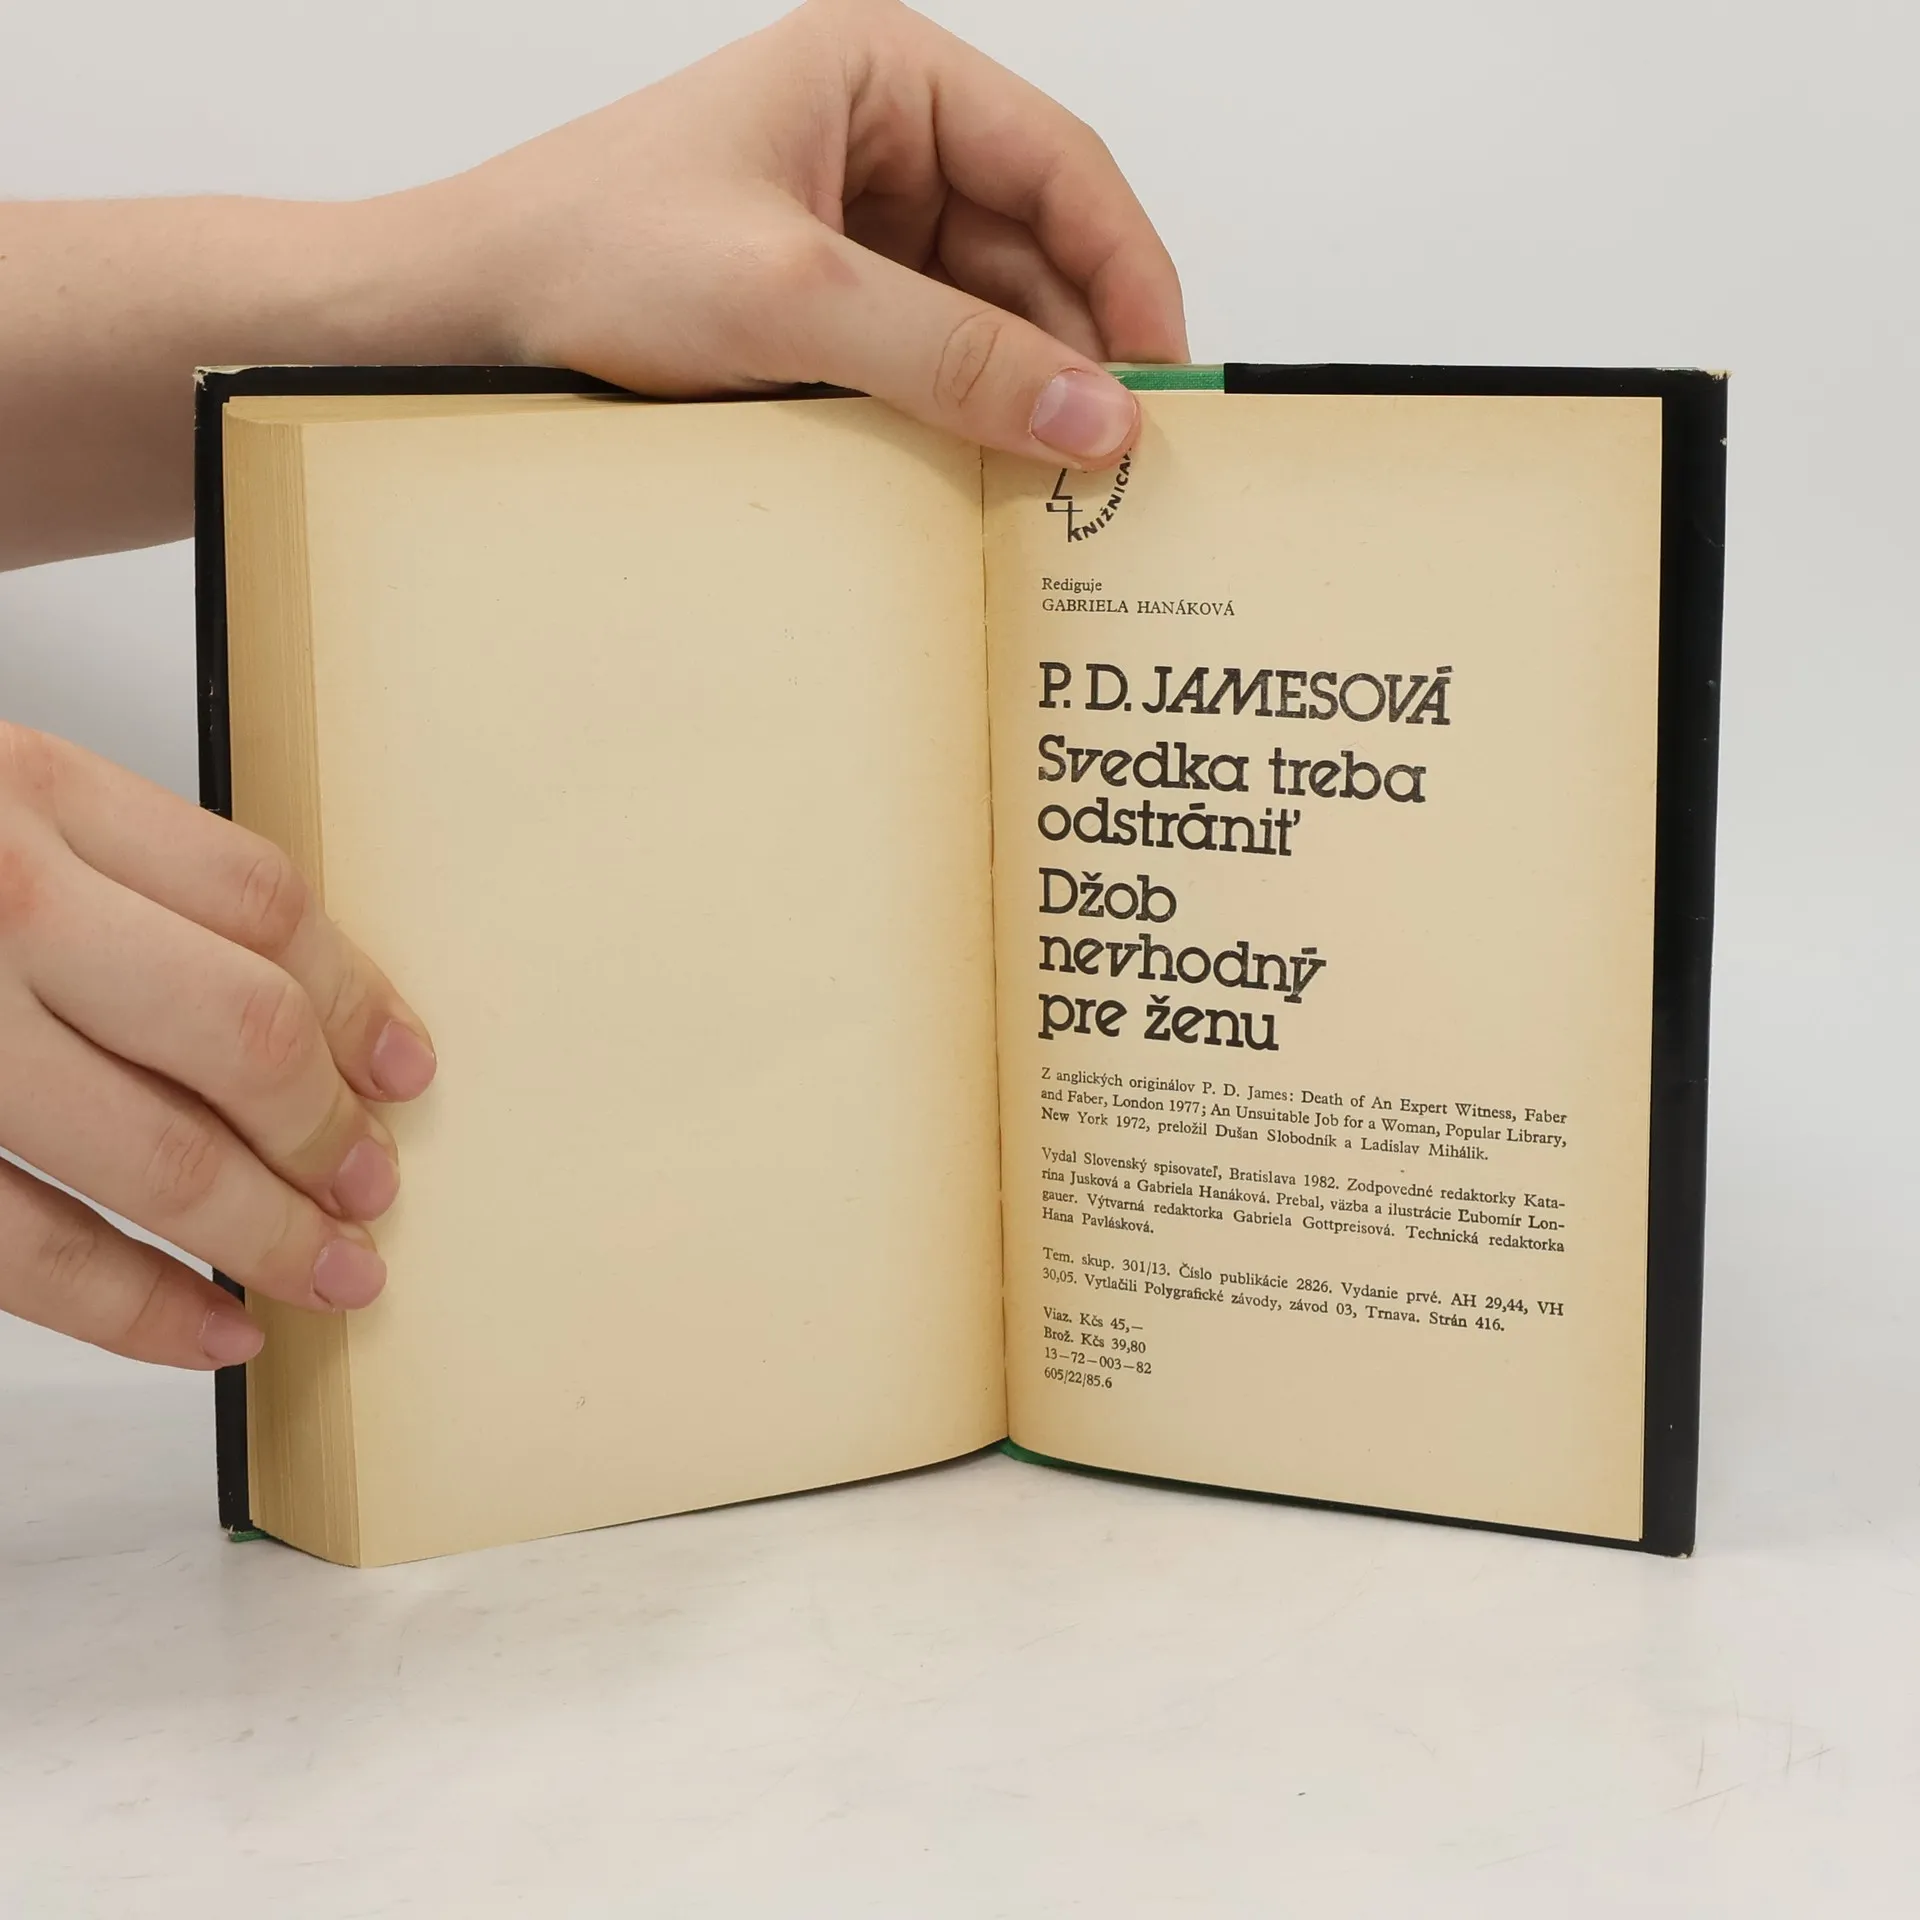 KNIŽNICA
Rediguje
GABRIELA HANÁKOVÁ
P. D. JAMESOVÁ
Svedka treba
odstrániť
Džob
nevhodný
pre ženu
Z anglických originálov P. D. James: Death of An Expert Witness, Faber
and Faber, London 1977; An Unsuitable Job for a Woman, Popular Library,
New York 1972, preložil Dušan Slobodník a Ladislav Mihálik.
Vydal Slovenský spisovateľ, Bratislava 1982. Zodpovedné redaktorky Kata-
rína Jusková a Gabriela Hanáková. Prebal, väzba a ilustrácie Ľubomír Lon-
gauer. Výtvarná redaktorka Gabriela Gottpreisová. Technická redaktorka
Hana Pavlásková.
Tem. skup. 301/13. Číslo publikácie 2826. Vydanie prvé. AH 29,44, VH
30,05. Vytlačili Polygrafické závody, závod 03, Trnava. Strán 416.
Viaz. Kčs 45,—
Brož. Kčs 39,80
13—72—003—82
605/22/85.6